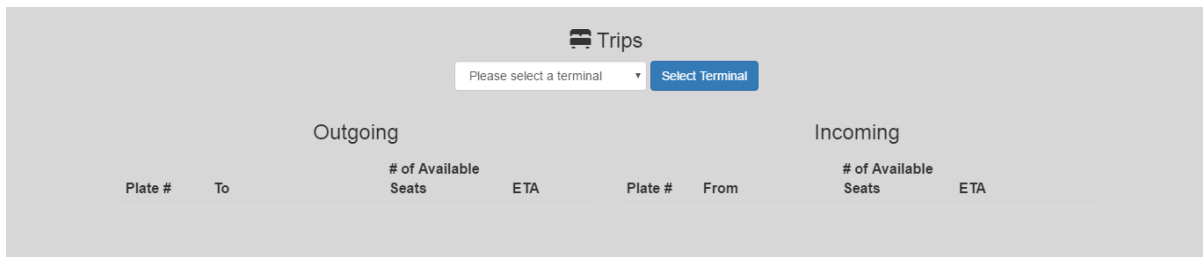 Trips
Please select a terminal
Select Terminal
Outgoing
Incoming
Plate # To # of Available Seats ETA
Plate # From # of Available Seats ETA